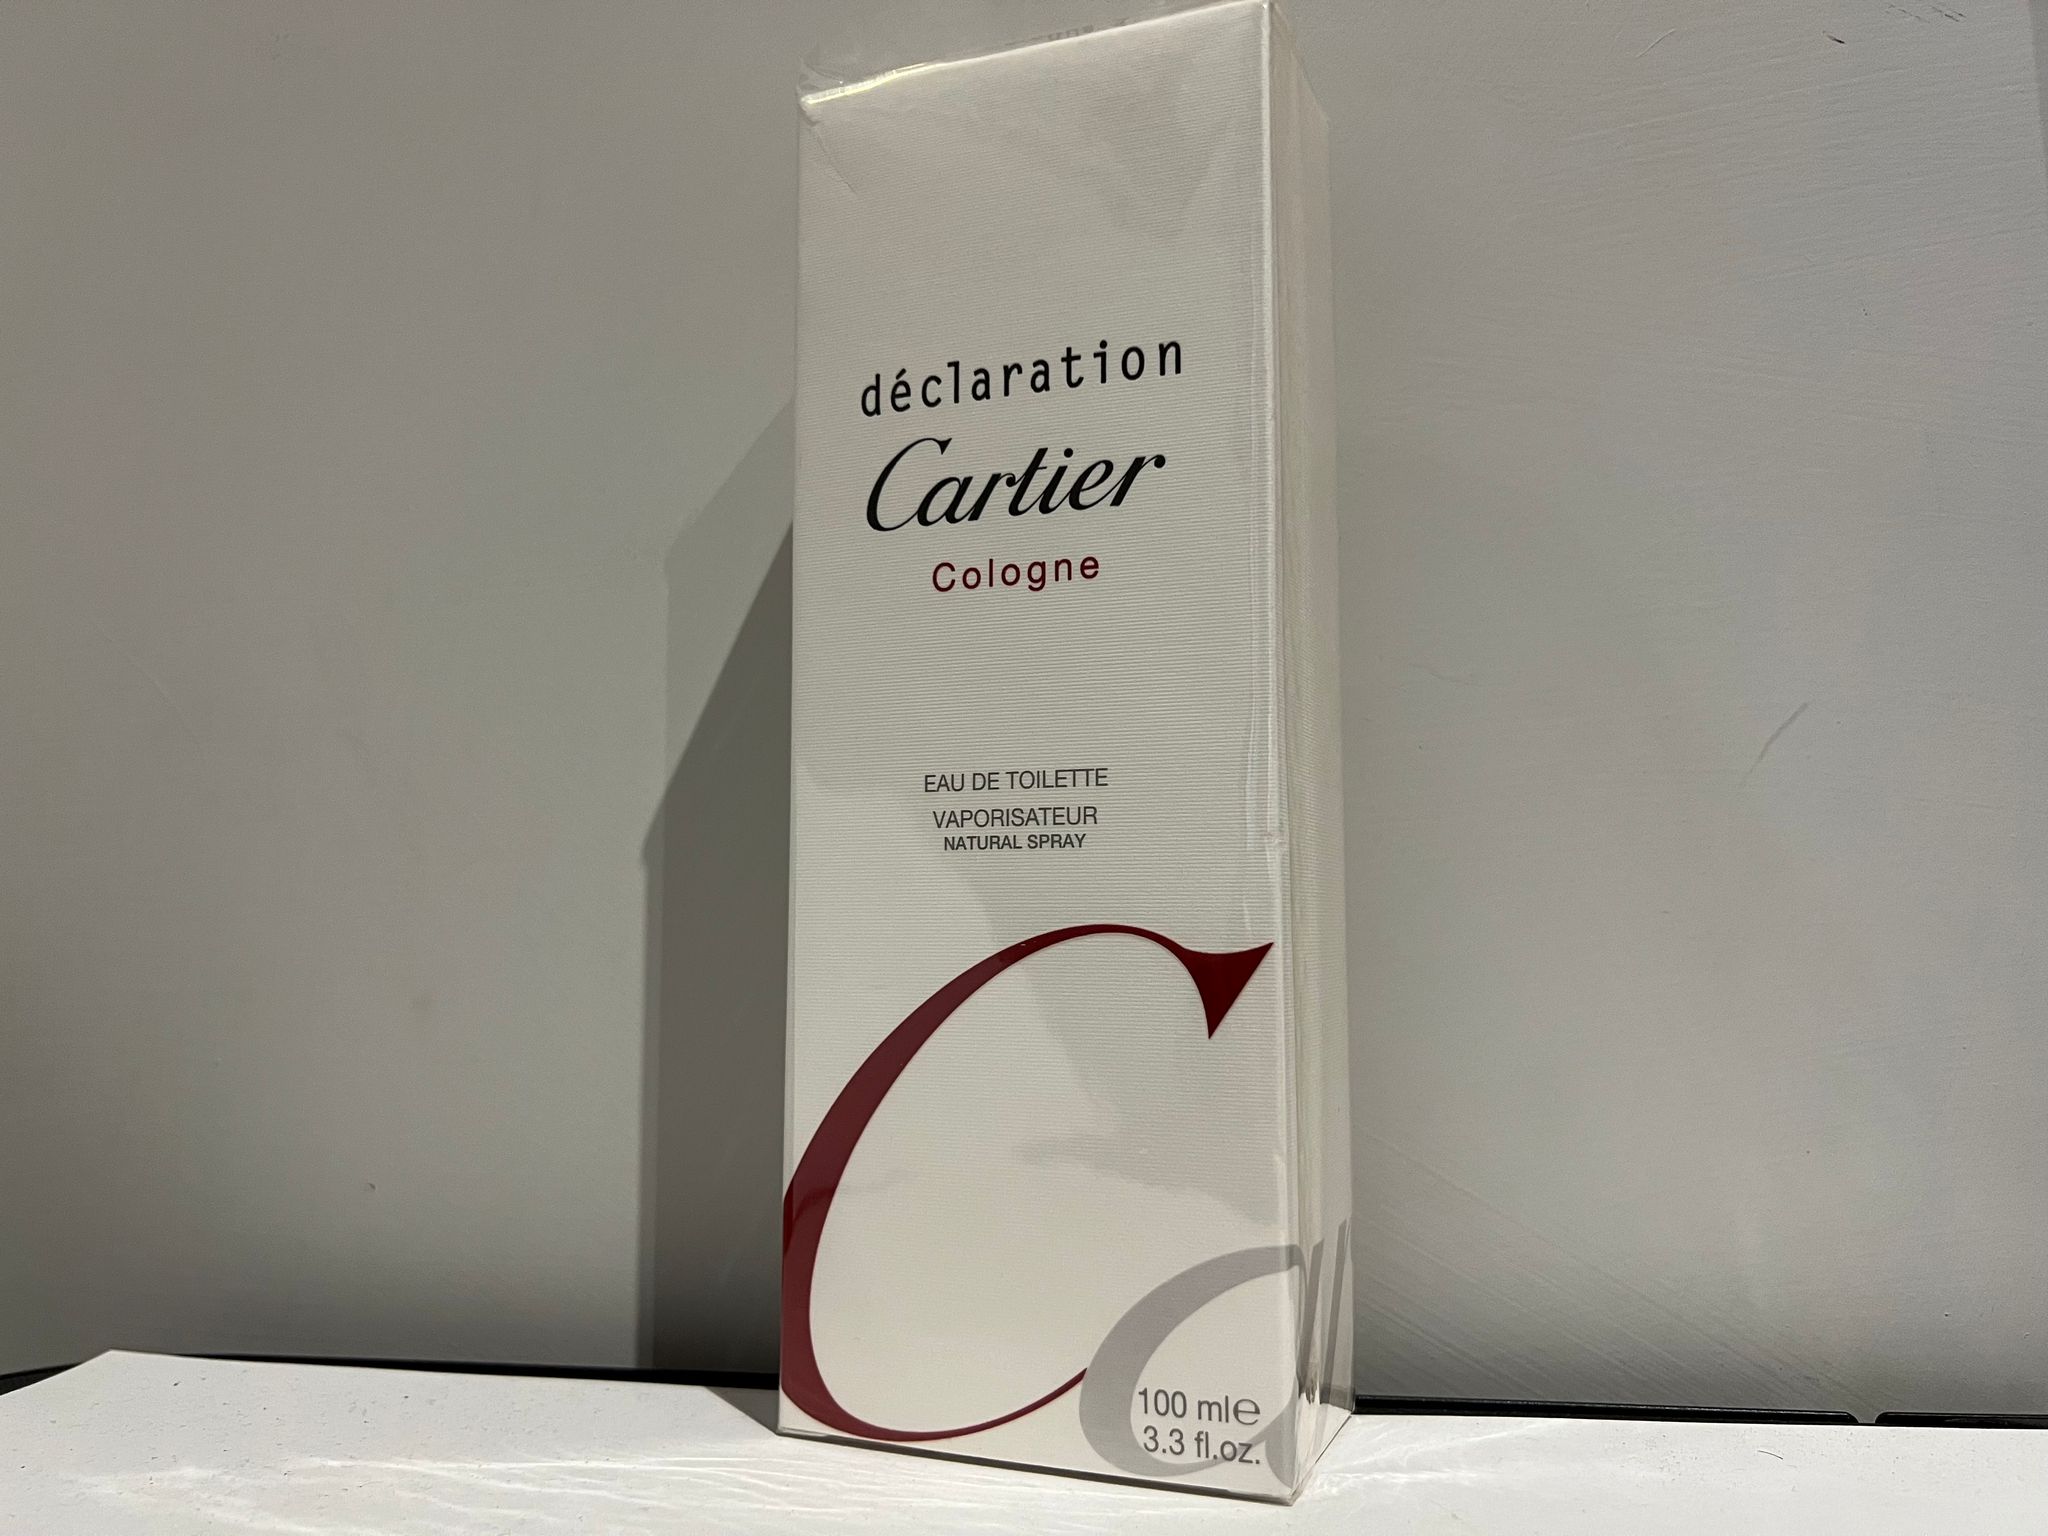 déclaration
Cartier
Cologne
EAU DE TOILETTE
VAPORISATEUR
NATURAL SPRAY
100 ml℮
3.3 fl.oz.